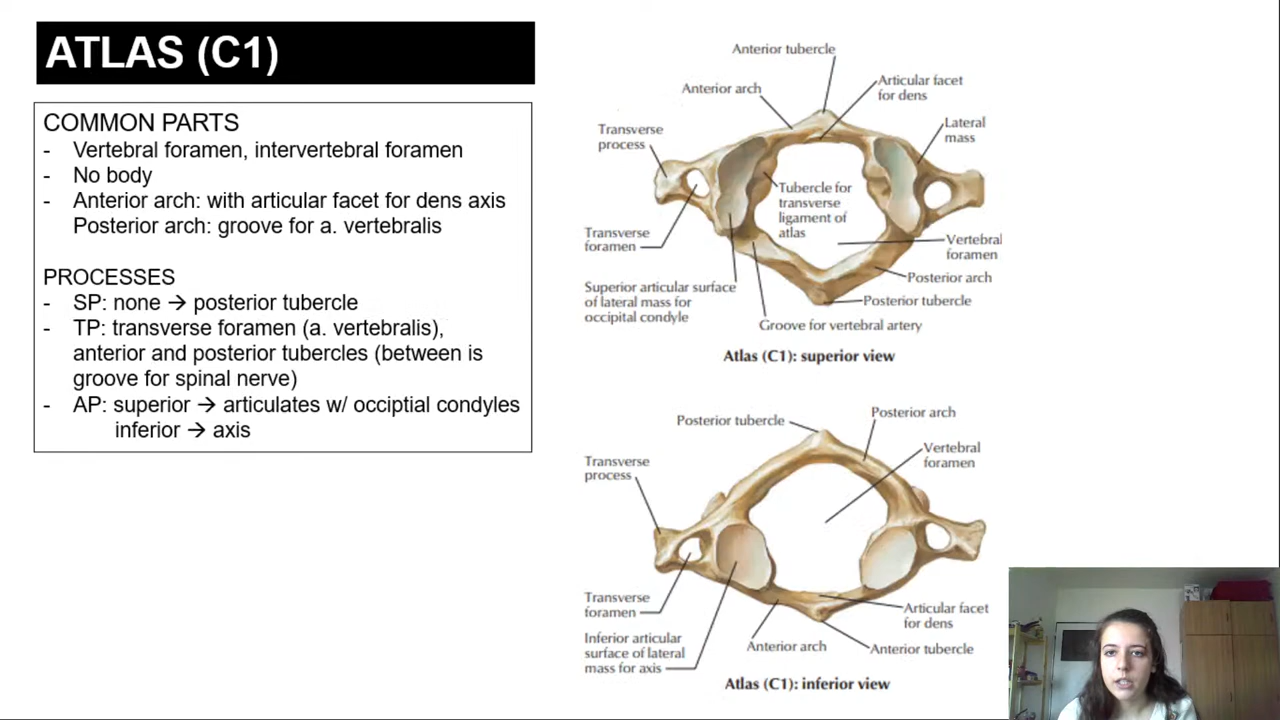 ATLAS (C1)
COMMON PARTS
- Vertebral foramen, intervertebral foramen
- No body
- Anterior arch: with articular facet for dens axis
Posterior arch: groove for a. vertebralis
PROCESSES
- SP: none → posterior tubercle
- TP: transverse foramen (a. vertebralis),
anterior and posterior tubercles (between is
groove for spinal nerve)
- AP: superior → articulates w/ occiptial condyles
inferior → axis
Anterior tubercle
Anterior arch
Articular facet
for dens
Transverse
process
Lateral
mass
Tubercle for
transverse
ligament of
atlas
Transverse
foramen
Vertebral
foramen
Superior articular surface
of lateral mass for
occipital condyle
Posterior arch
Posterior tubercle
Groove for vertebral artery
Atlas (C1): superior view
Posterior tubercle
Posterior arch
Vertebral
foramen
Transverse
process
Transverse
foramen
Inferior articular
surface of lateral
mass for axis
Articular facet
for dens
Anterior arch
Anterior tubercle
Atlas (C1): inferior view